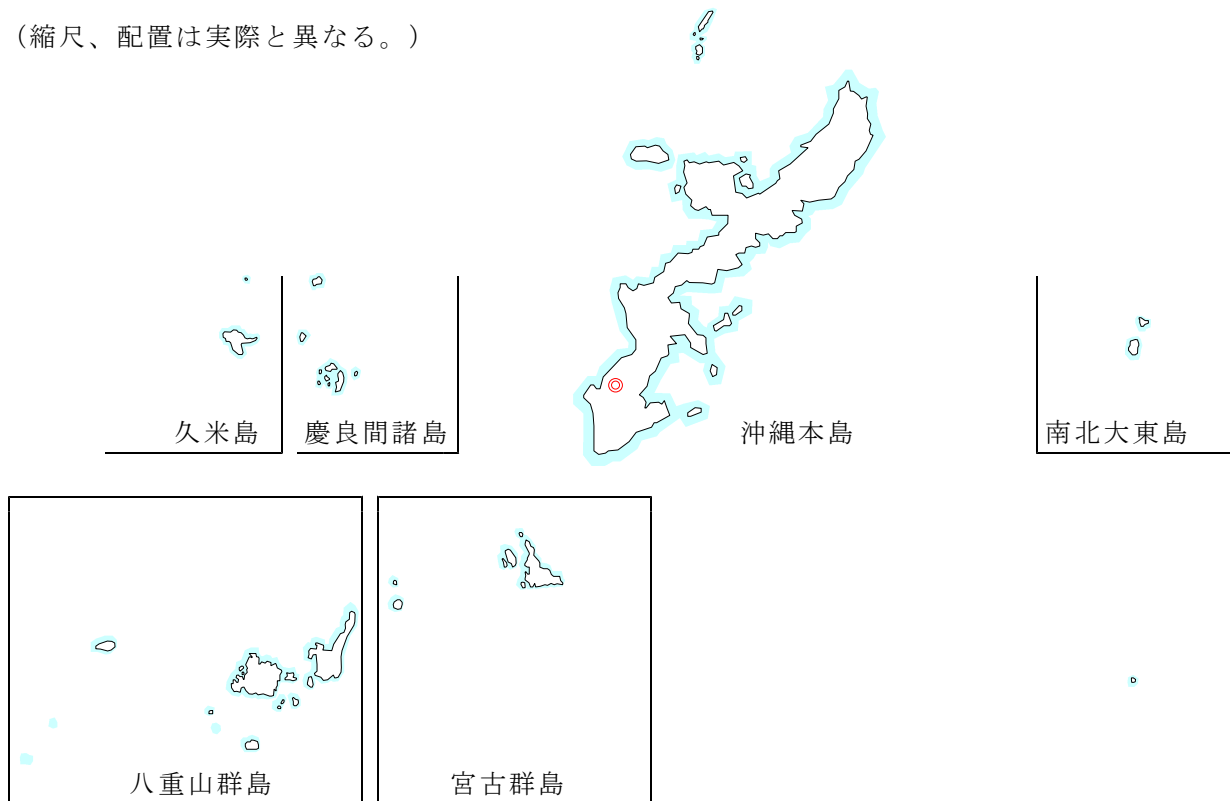 （縮尺、配置は実際と異なる。）
久米島
慶良間諸島
沖縄本島
南北大東島
八重山群島
宮古群島